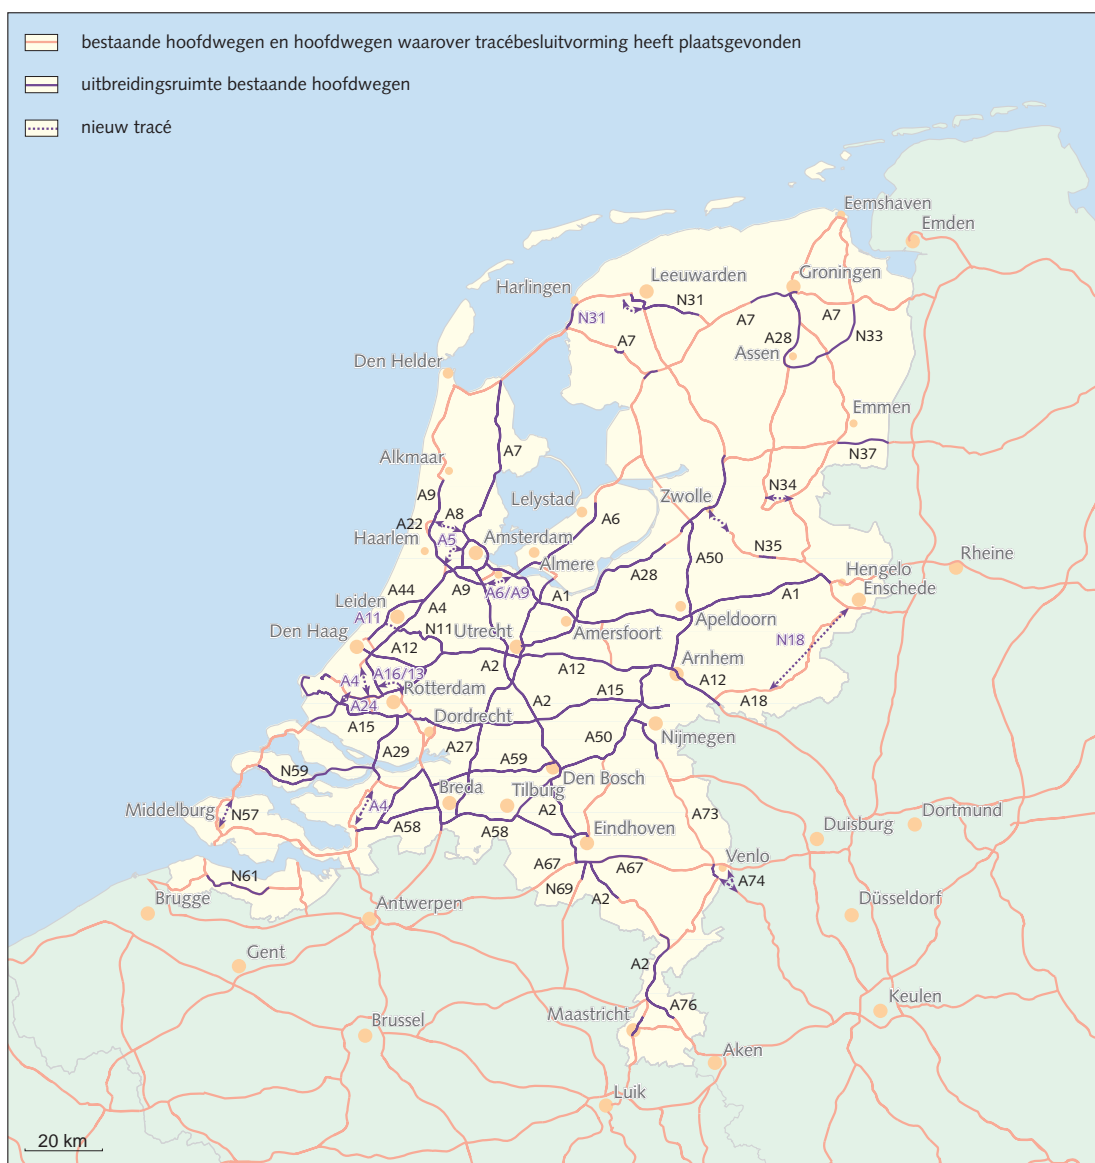 bestaande hoofdwegen en hoofdwegen waarover tracébesluitvorming heeft plaatsgevonden
uitbreidingsruimte bestaande hoofdwegen
nieuw tracé
Eemshaven
Emden
Leeuwarden
Groningen
Harlingen
N31
N31
A7
A7
A28
A7
N33
Assen
Den Helder
Emmen
Alkmaar
A7
N37
A9
Lelystad
Zwolle
N34
A22
A8
A6
Haarlem
A5
Amsterdam
A50
N35
Rheine
Almere
A28
Hengelo
Enschede
A44
A9
A6/A9
A1
A1
Leiden
A4
A11
N11
Utrecht
Amersfoort
Apeldoorn
Den Haag
A12
N18
A2
A12
Arnhem
A4
A16/13
A12
Rotterdam
A15
A24
A2
A18
A15
Dordrecht
Nijmegen
A29
A27
A50
N59
A59
Den Bosch
Middelburg
N57
A4
Breda
Tilburg
A2
A73
Dortmund
A58
A58
Eindhoven
Duisburg
Venlo
N61
A67
A67
A74
N69
A2
Brugge
Antwerpen
Düsseldorf
Gent
A2
Keulen
Maastricht
A76
Brussel
Aken
Luik
20 km